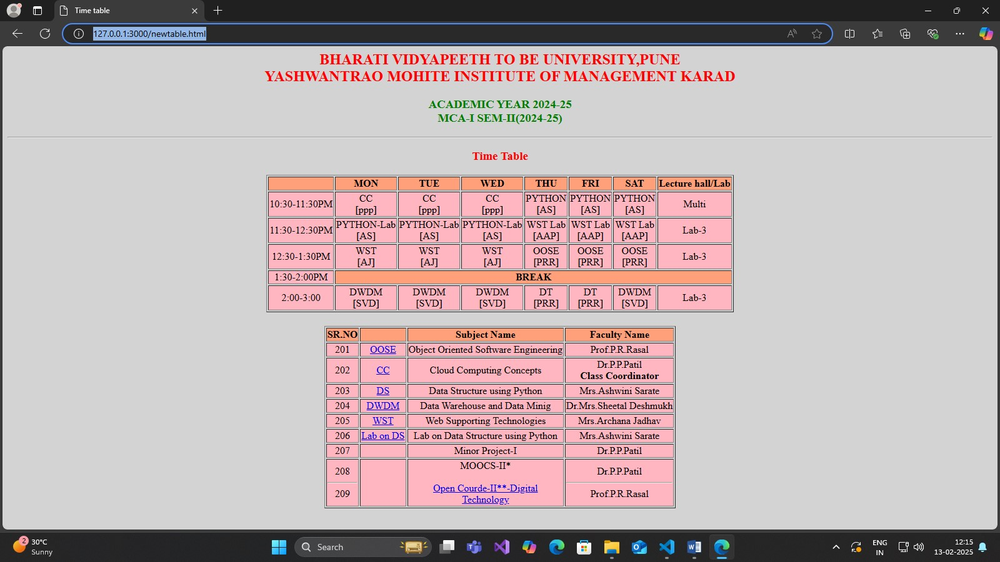 Time table
127.0.0.1:3000/newtable.html
BHARATI VIDYAPEETH TO BE UNIVERSITY,PUNE
YASHWANTRAO MOHITE INSTITUTE OF MANAGEMENT KARAD
ACADEMIC YEAR 2024-25
MCA-I SEM-II(2024-25)
Time Table
MON TUE WED THU FRI SAT Lecture hall/Lab
10:30-11:30PM CC [ppp] CC [ppp] CC [ppp] PYTHON [AS] PYTHON [AS] PYTHON [AS] Multi
11:30-12:30PM PYTHON-Lab [AS] PYTHON-Lab [AS] PYTHON-Lab [AS] WST Lab [AAP] WST Lab [AAP] WST Lab [AAP] Lab-3
12:30-1:30PM WST [AJ] WST [AJ] WST [AJ] OOSE [PRR] OOSE [PRR] OOSE [PRR] Lab-3
1:30-2:00PM BREAK
2:00-3:00 DWDM [SVD] DWDM [SVD] DWDM [SVD] DT [PRR] DT [PRR] DWDM [SVD] Lab-3
SR.NO Subject Name Faculty Name
201 OOSE Object Oriented Software Engineering Prof.P.R.Rasal
202 CC Cloud Computing Concepts Dr.P.P.Patil
Class Coordinator
203 DS Data Structure using Python Mrs.Ashwini Sarate
204 DWDM Data Warehouse and Data Minig Dr.Mrs.Sheetal Deshmukh
205 WST Web Supporting Technologies Mrs.Archana Jadhav
206 Lab on DS Lab on Data Structure using Python Mrs.Ashwini Sarate
207 Minor Project-I Dr.P.P.Patil
208 MOOCS-II* Dr.P.P.Patil
209 Open Courde-II**-Digital Prof.P.R.Rasal
Technology
2
30°C
Sunny
Search
ENG
IN
12:15
13-02-2025